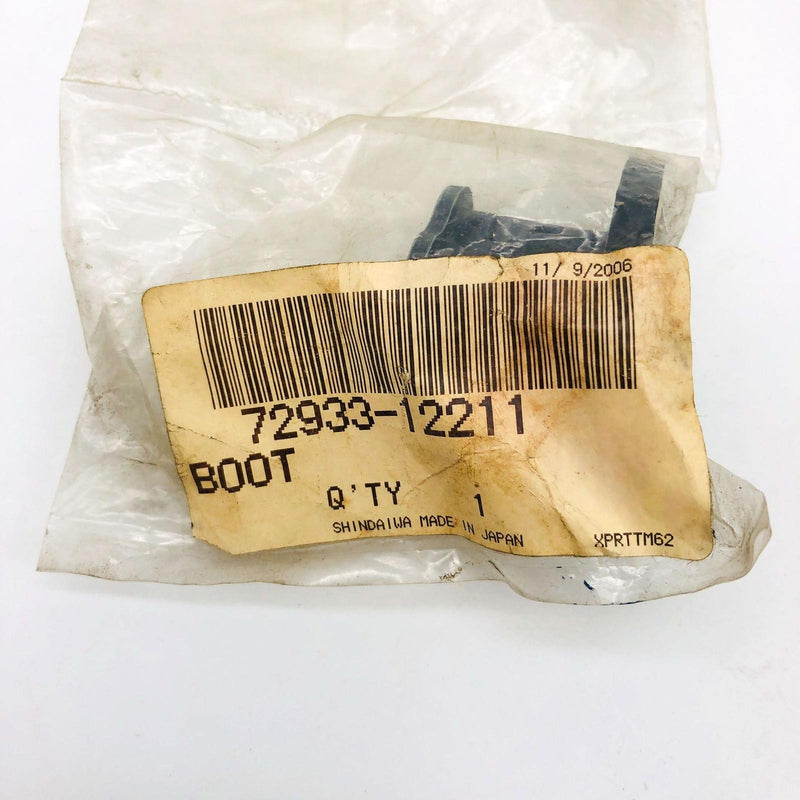 11/ 9/2006
72933-12211
BOOT
Q'TY 1
SHINDAIWA MADE IN JAPAN XPRTTM62